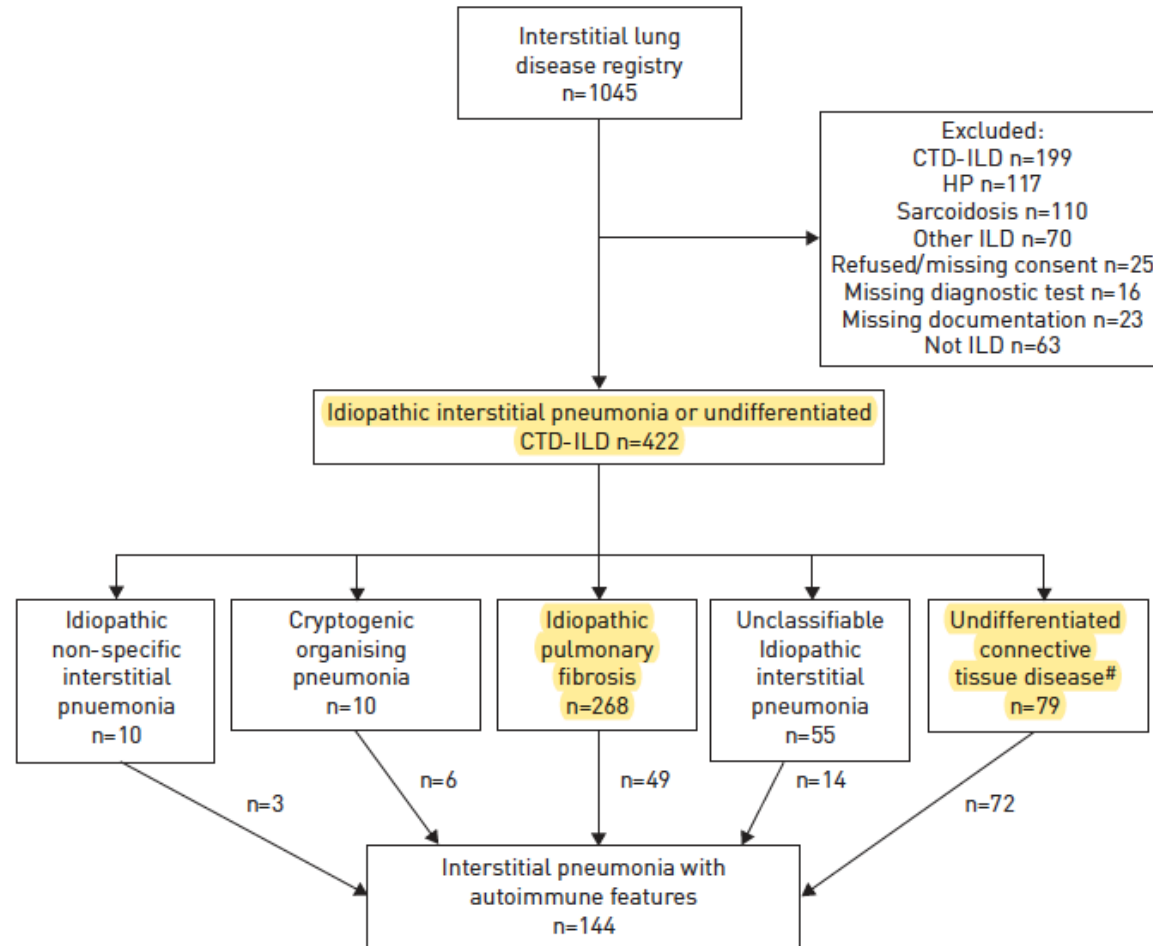 Interstitial lung
disease registry
n=1045
Excluded:
CTD-ILD n=199
HP n=117
Sarcoidosis n=110
Other ILD n=70
Refused/missing consent n=25
Missing diagnostic test n=16
Missing documentation n=23
Not ILD n=63
Idiopathic interstitial pneumonia or undifferentiated
CTD-ILD n=422
Idiopathic
non-specific
interstitial
pnuemonia
n=10
Cryptogenic
organising
pneumonia
n=10
Idiopathic
pulmonary
fibrosis
n=268
Unclassifiable
Idiopathic
interstitial
pneumonia
n=55
Undifferentiated
connective
tissue disease#
n=79
n=3
n=6
n=49
n=14
n=72
Interstitial pneumonia with
autoimmune features
n=144